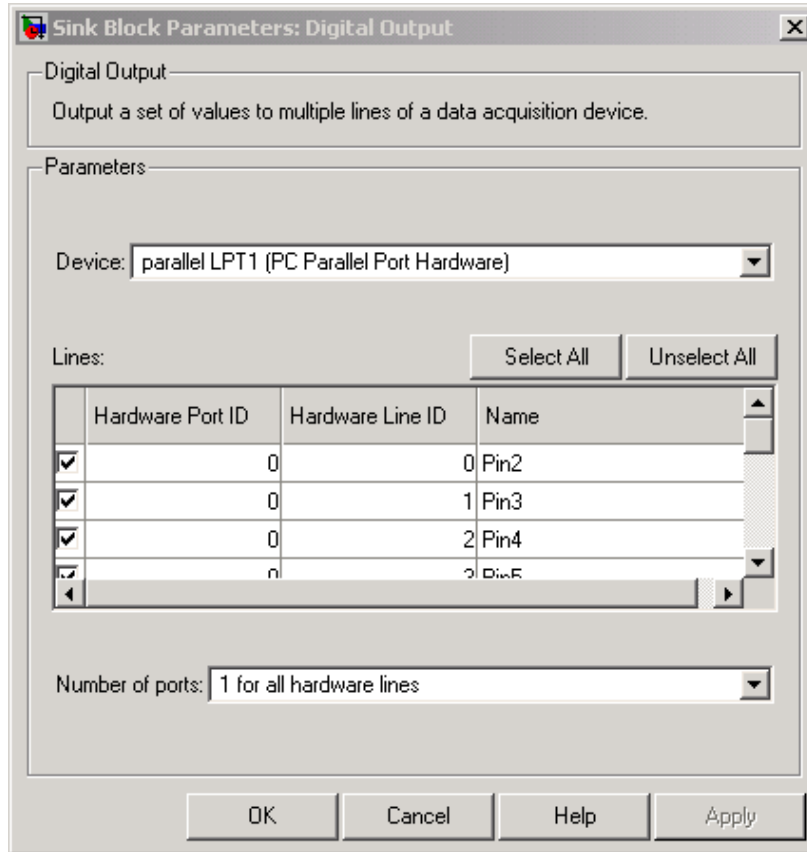 Sink Block Parameters: Digital Output
Digital Output
Output a set of values to multiple lines of a data acquisition device.
Parameters
Device: parallel LPT1 (PC Parallel Port Hardware)
Lines: Select All Unselect All
Hardware Port ID Hardware Line ID Name
0 0 Pin2
0 1 Pin3
0 2 Pin4
0 3 Pin5
Number of ports: 1 for all hardware lines
OK Cancel Help Apply